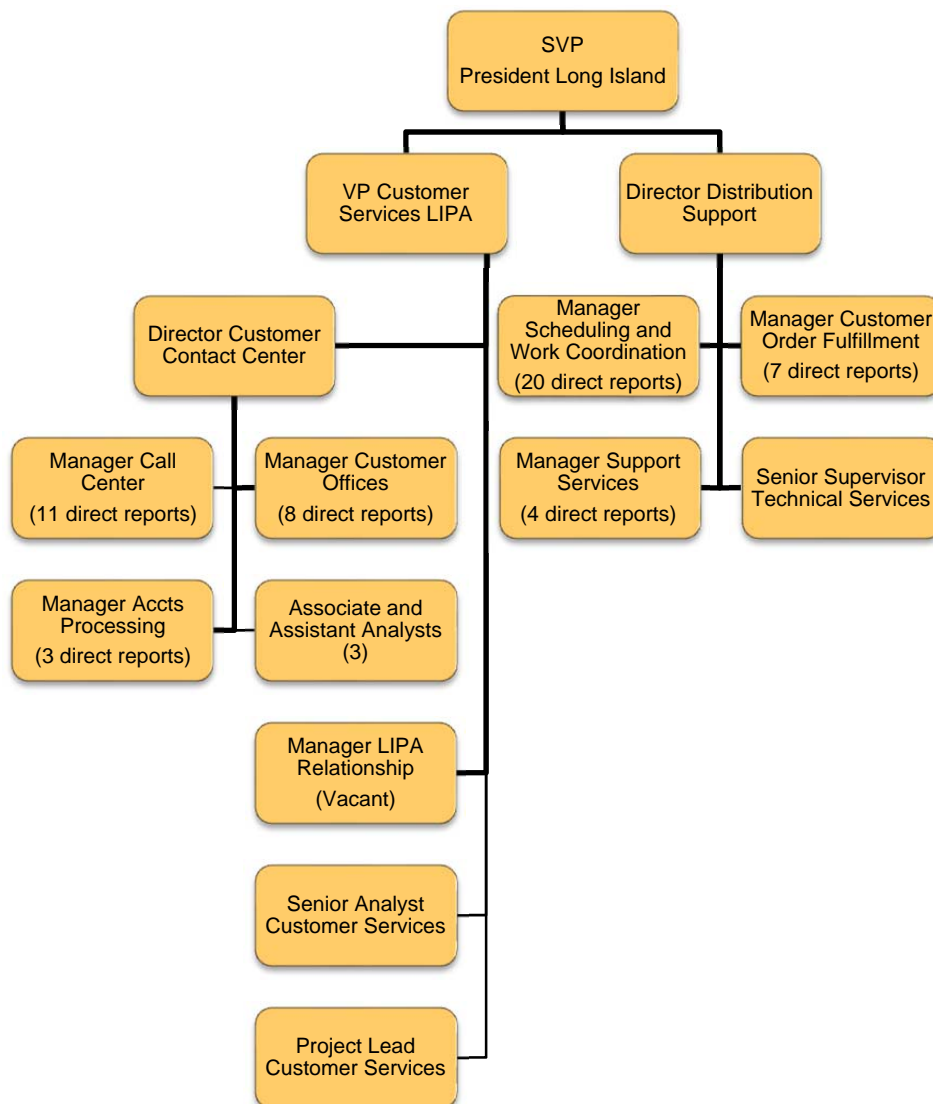 SVP
President Long Island
VP Customer
Services LIPA
Director Distribution
Support
Director Customer
Contact Center
Manager
Scheduling and
Work Coordination
(20 direct reports)
Manager Customer
Order Fulfillment
(7 direct reports)
Manager Call
Center
(11 direct reports)
Manager Customer
Offices
(8 direct reports)
Manager Support
Services
(4 direct reports)
Senior Supervisor
Technical Services
Manager Accts
Processing
(3 direct reports)
Associate and
Assistant Analysts
(3)
Manager LIPA
Relationship
(Vacant)
Senior Analyst
Customer Services
Project Lead
Customer Services